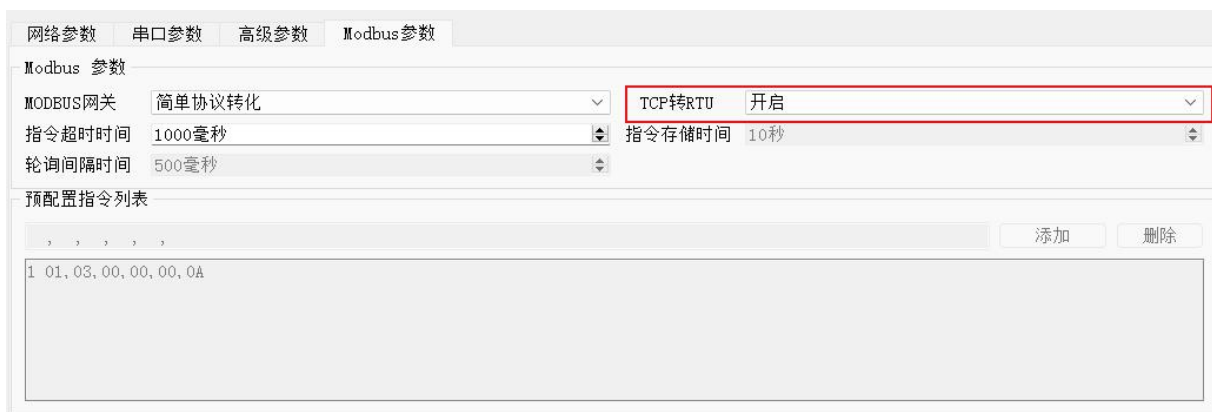 网络参数 串口参数 高级参数 Modbus参数
Modbus 参数
MODBUS网关 简单协议转化 TCP转RTU 开启
指令超时时间 1000毫秒 指令存储时间 10秒
轮询间隔时间 500毫秒
预配置指令列表
, , , , , 添加 删除
1 01,03,00,00,00,0A